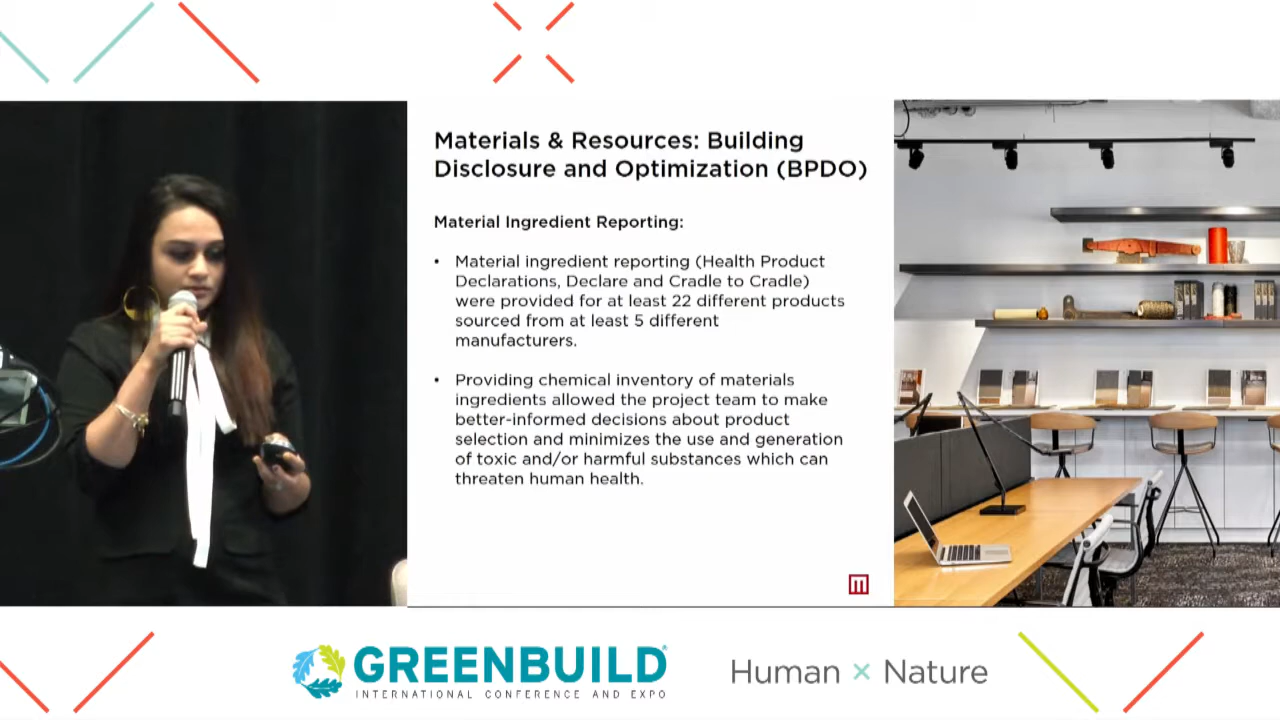 Materials & Resources: Building
Disclosure and Optimization (BPDO)
Material Ingredient Reporting:
• Material ingredient reporting (Health Product
Declarations, Declare and Cradle to Cradle)
were provided for at least 22 different products
sourced from at least 5 different
manufacturers.
• Providing chemical inventory of materials
ingredients allowed the project team to make
better-informed decisions about product
selection and minimizes the use and generation
of toxic and/or harmful substances which can
threaten human health.
GREENBUILD®
INTERNATIONAL CONFERENCE AND EXPO
Human × Nature